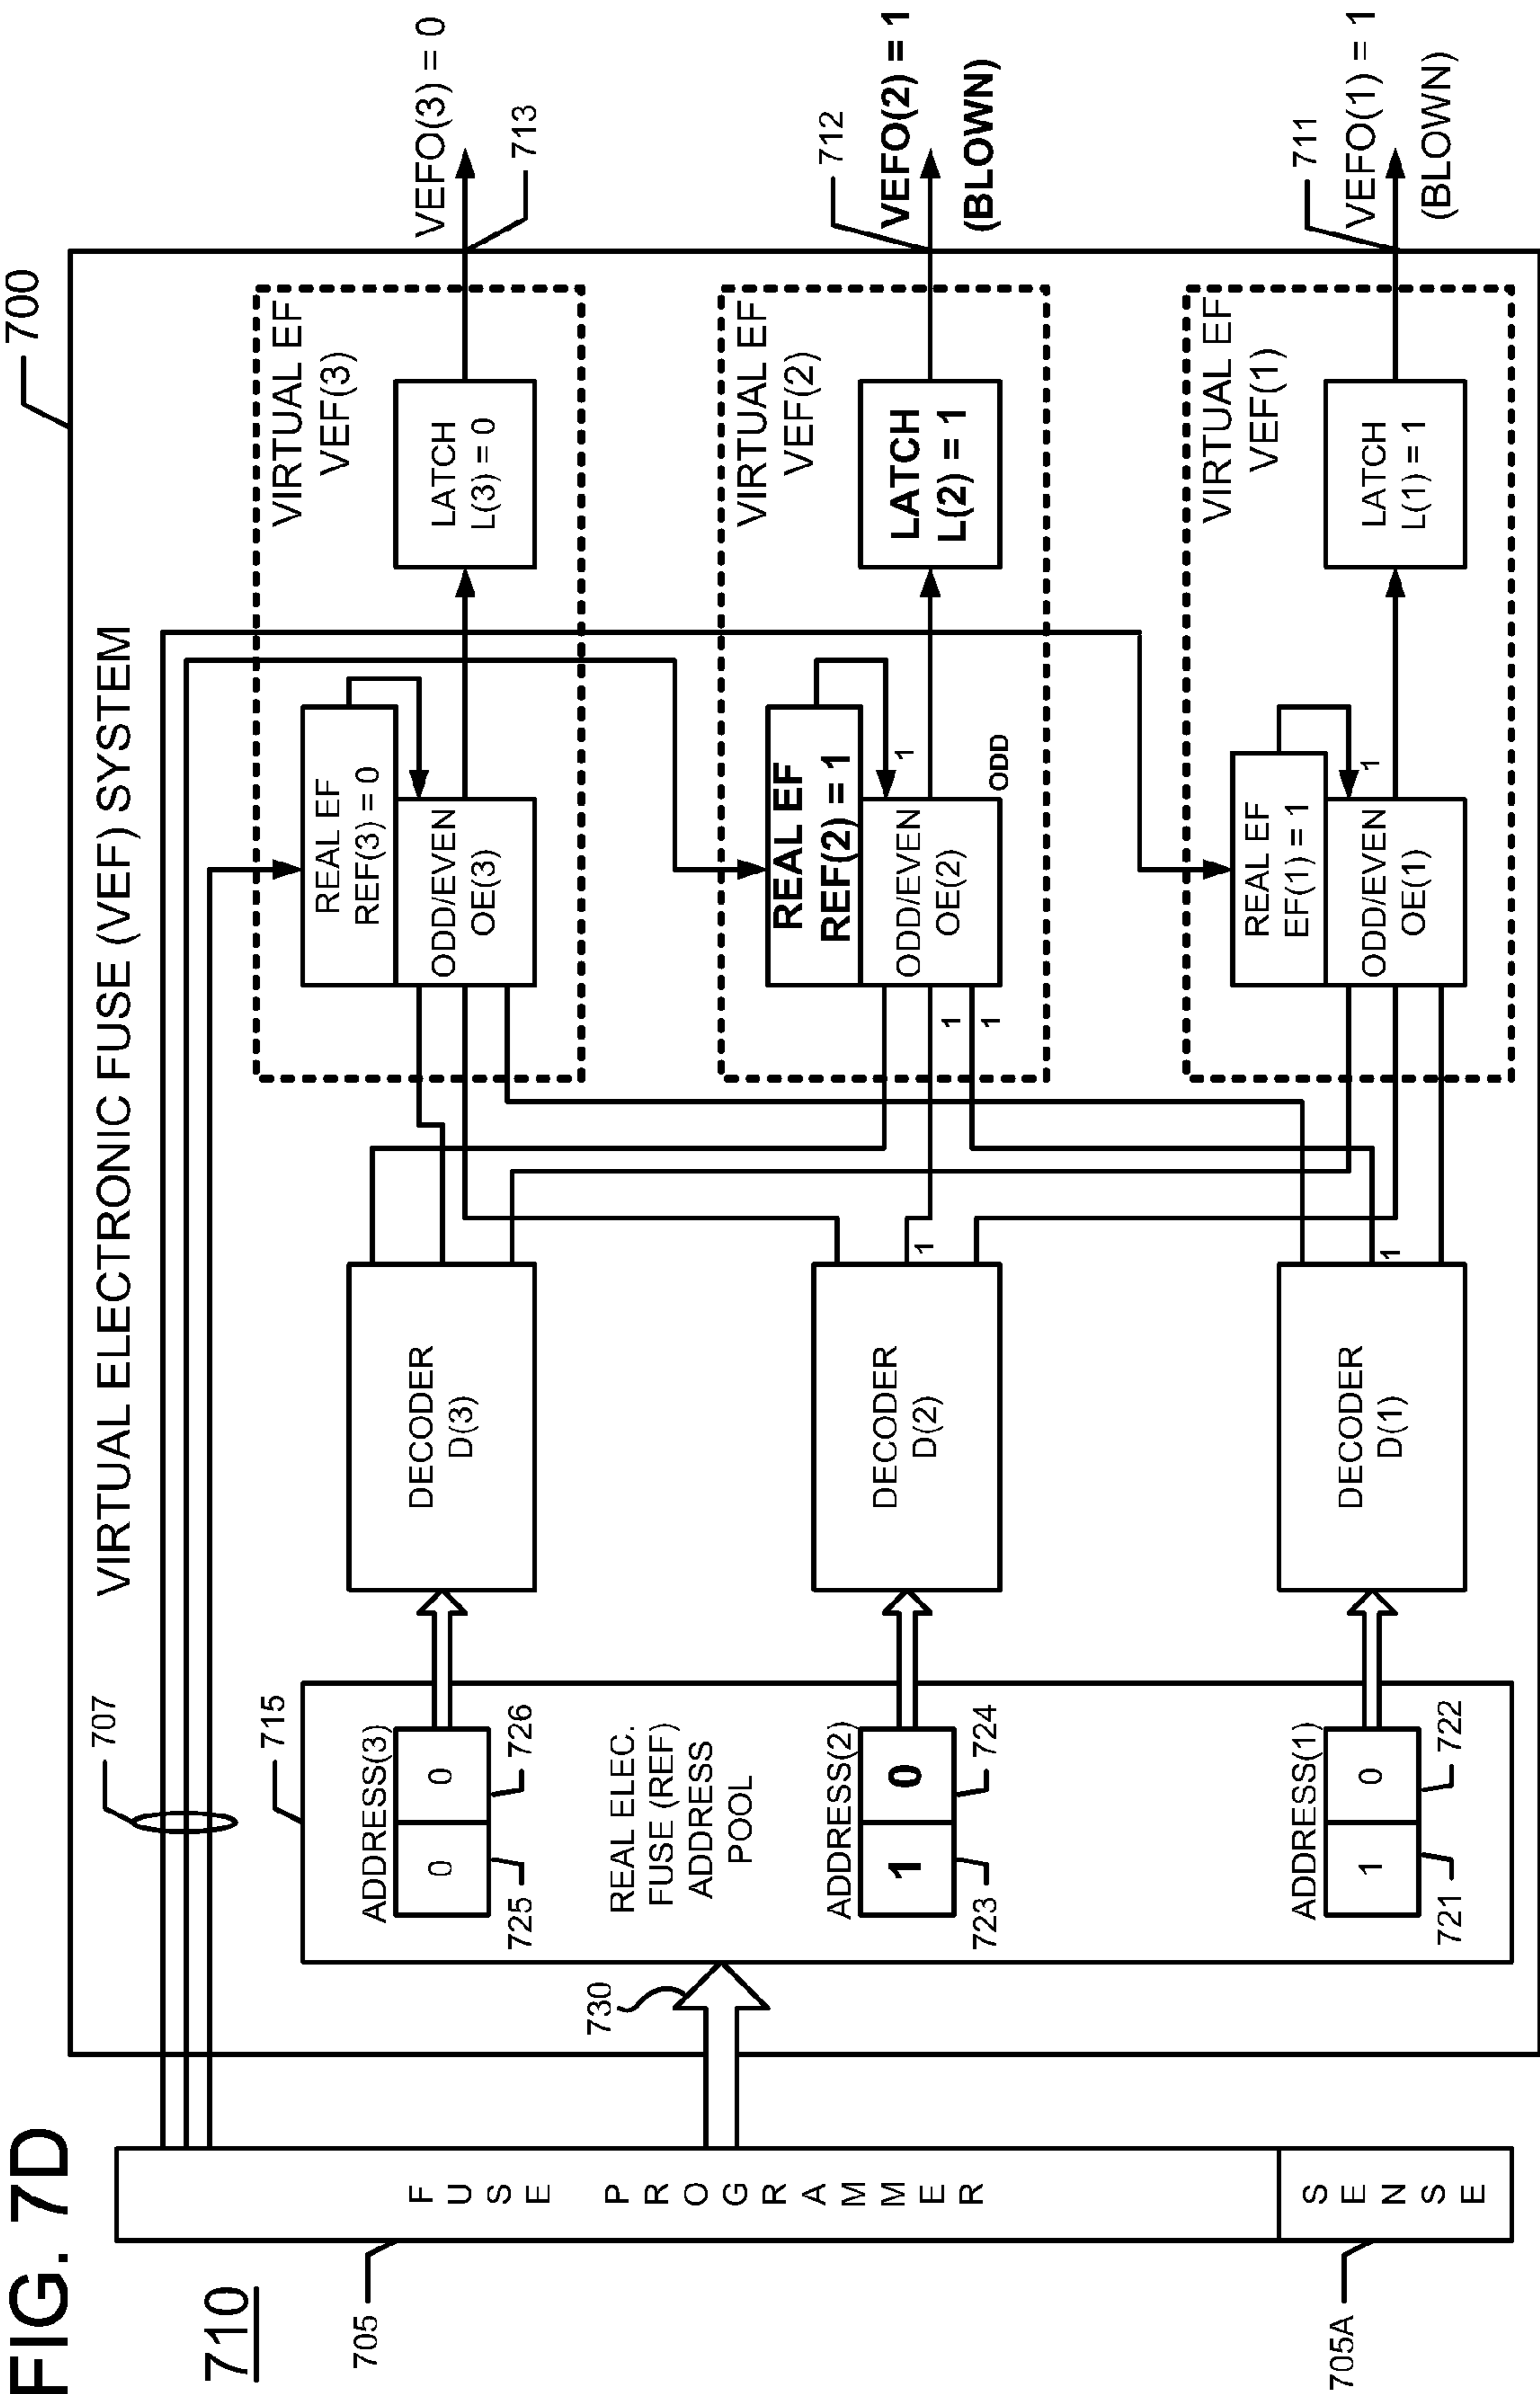 FIG. 7D
710
700
VIRTUAL ELECTRONIC FUSE (VEF) SYSTEM
707
705
FUSE PROGRAMMER
705A
SENSE
730
715
REAL ELEC.
FUSE (REF)
ADDRESS
POOL
ADDRESS(3)
0 0
725
726
ADDRESS(2)
1 0
723
724
ADDRESS(1)
1 0
721
722
DECODER
D(3)
DECODER
D(2)
1
DECODER
D(1)
1
VIRTUAL EF
VEF(3)
REAL EF
REF(3) = 0
ODD/EVEN
OE(3)
LATCH
L(3) = 0
VEFO(3) = 0
713
VIRTUAL EF
VEF(2)
REAL EF
REF(2) = 1
ODD/EVEN
OE(2)
1
1
1
ODD
LATCH
L(2) = 1
712
VEFO(2) = 1
(BLOWN)
VIRTUAL EF
VEF(1)
REAL EF
EF(1) = 1
ODD/EVEN
OE(1)
1
LATCH
L(1) = 1
711
VEFO(1) = 1
(BLOWN)